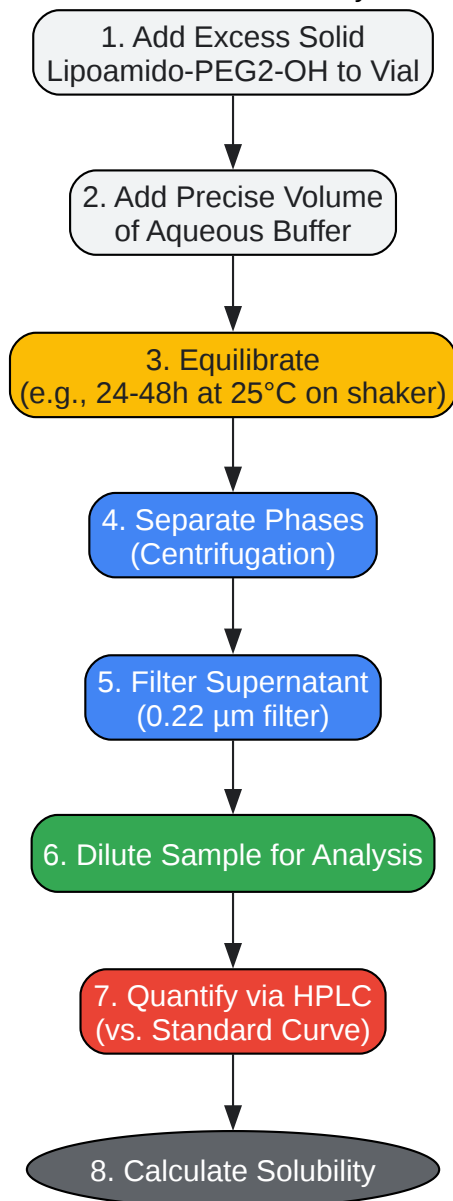 1. Add Excess Solid
Lipoamido-PEG2-OH to Vial
2. Add Precise Volume
of Aqueous Buffer
3. Equilibrate
(e.g., 24-48h at 25°C on shaker)
4. Separate Phases
(Centrifugation)
5. Filter Supernatant
(0.22 µm filter)
6. Dilute Sample for Analysis
7. Quantify via HPLC
(vs. Standard Curve)
8. Calculate Solubility